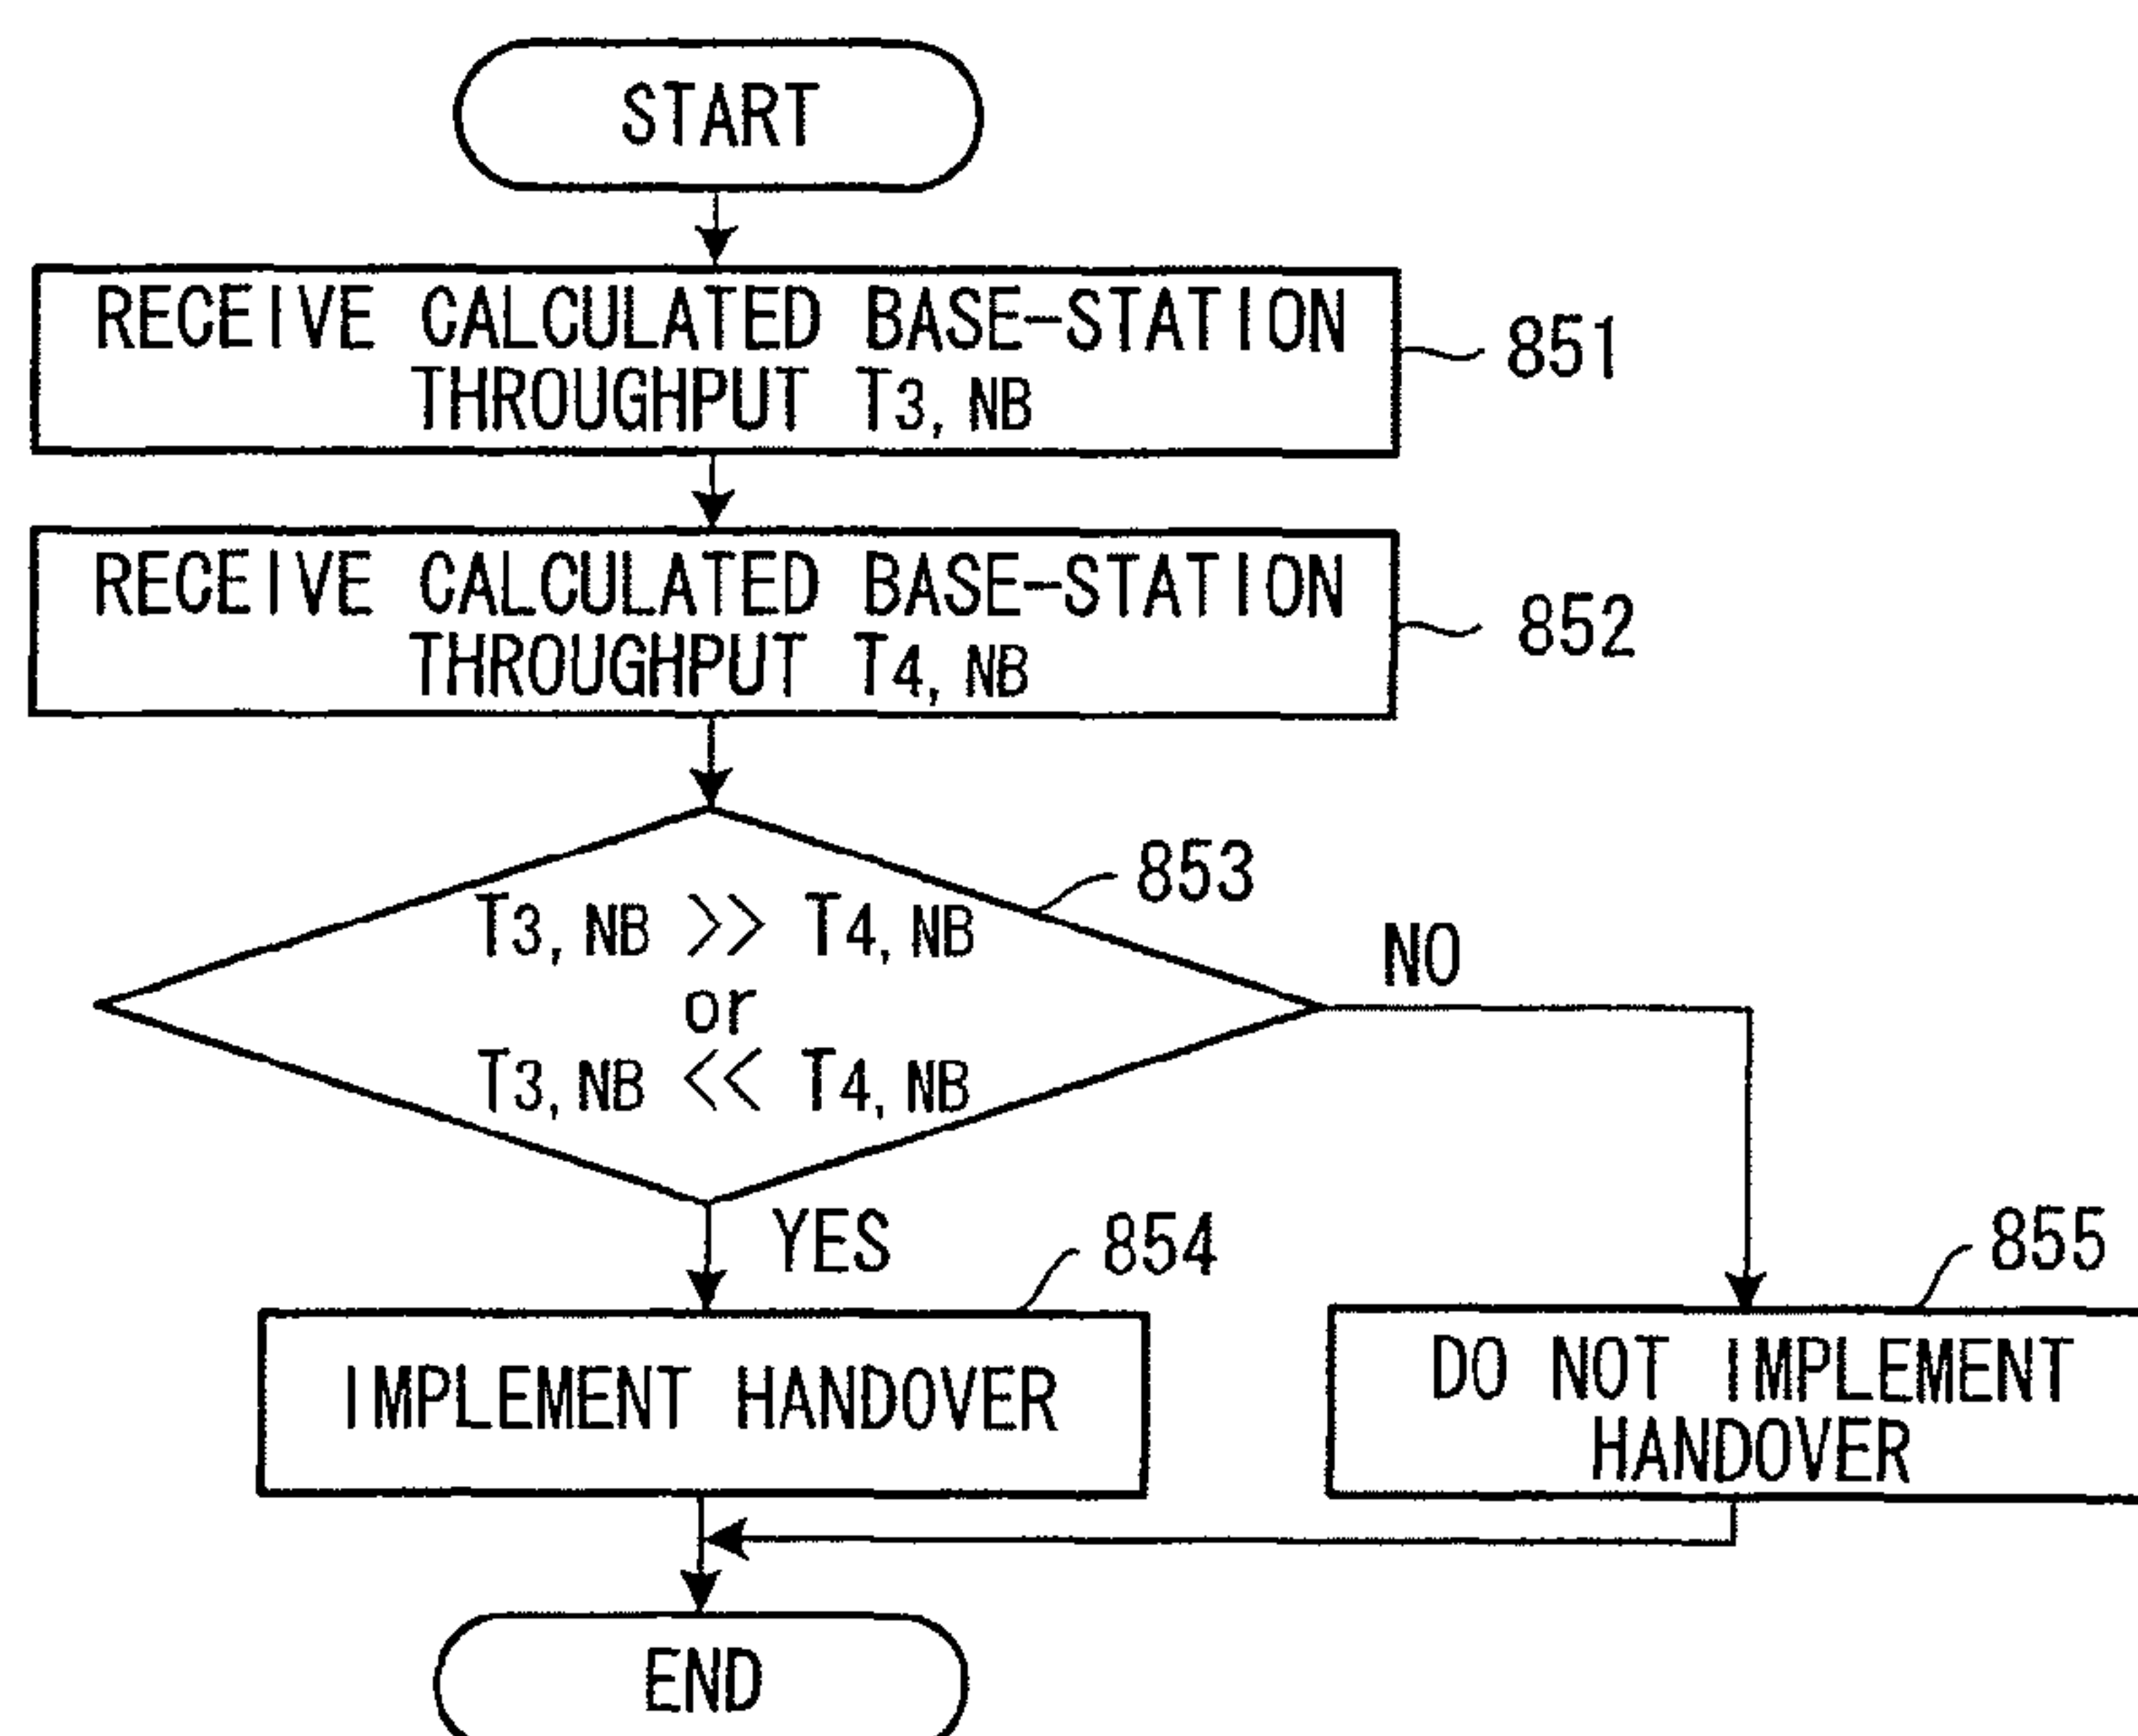 START
RECEIVE CALCULATED BASE-STATION
THROUGHPUT T3, NB
851
RECEIVE CALCULATED BASE-STATION
THROUGHPUT T4, NB
852
853
T3, NB >> T4, NB
or
T3, NB << T4, NB
NO
YES
854
855
IMPLEMENT HANDOVER
DO NOT IMPLEMENT
HANDOVER
END